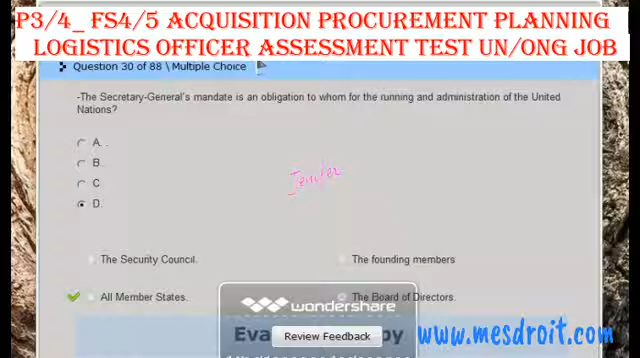 P3/4_ FS4/5 ACQUISITION PROCUREMENT PLANNING
LOGISTICS OFFICER ASSESSMENT TEST UN/ONG JOB
Question 30 of 88 \ Multiple Choice
-The Secretary-General's mandate is an obligation to whom for the running and administration of the United
Nations?
A. .
B.
C
D.
Jenifer
The Security Council.
The founding members
All Member States.
The Board of Directors.
wondershare
Review Feedback
www.mesdroit.com